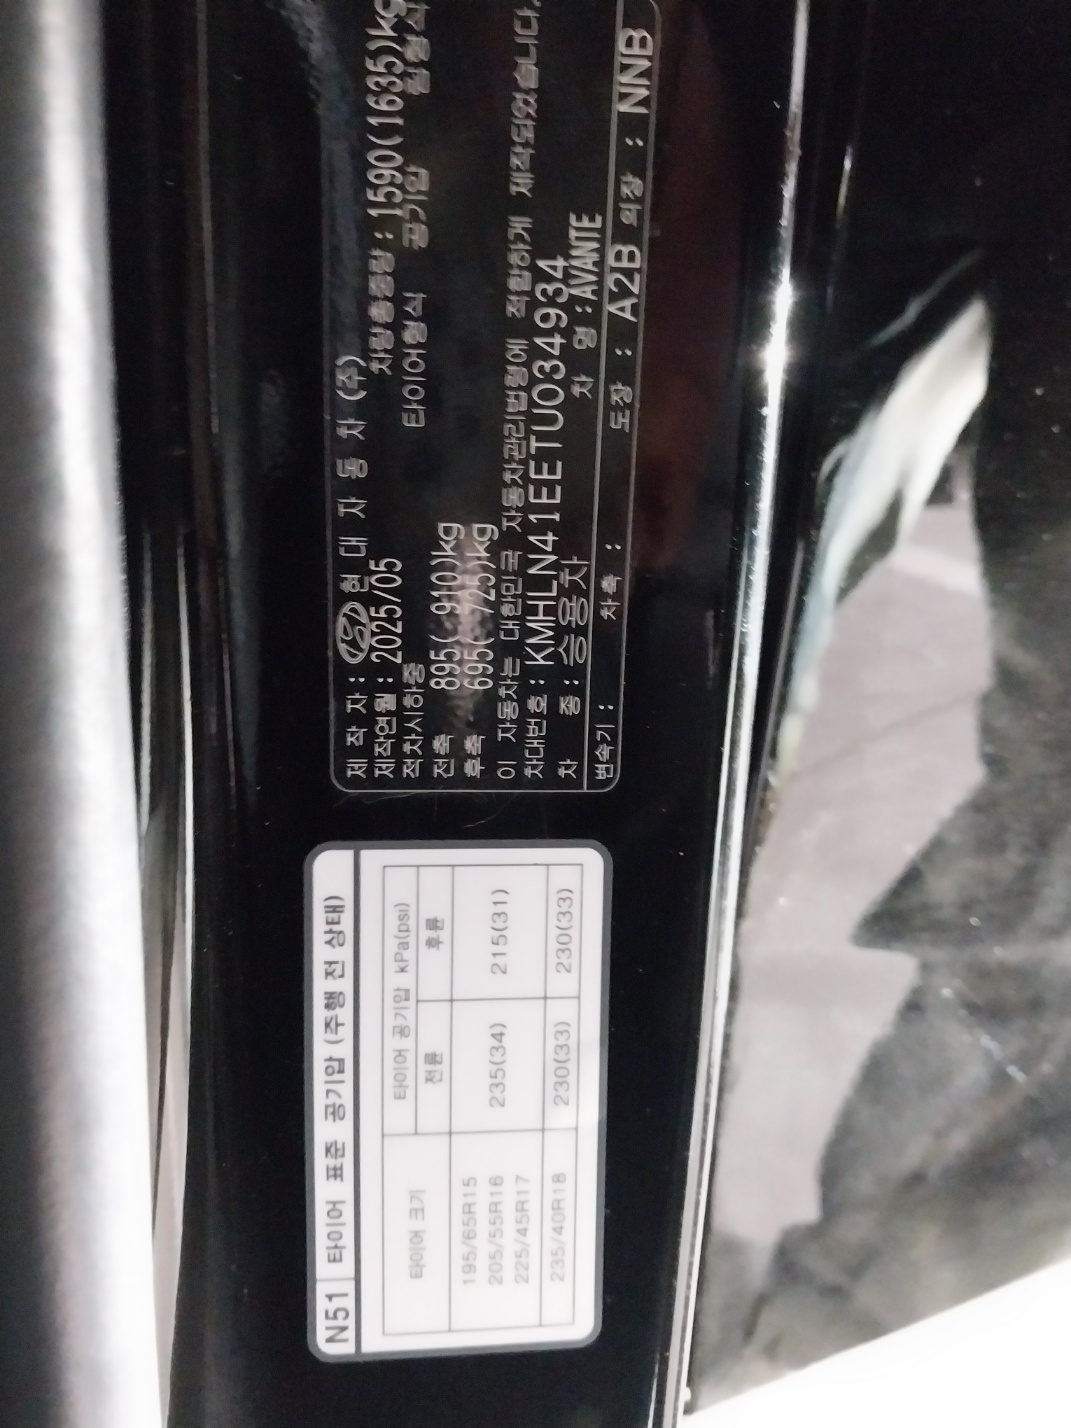 제 작 자 : 현 대 자 동 차 (주)
제작연월 : 2025/05 차량총중량 : 1590(1635)kg
적차시하중 타이어형식 공기압 림형식
전축 895( 910)kg
후축 695( 725)kg
이 자동차는 대한민국 자동차관리법령에 적합하게 제작되었습니다.
차대번호 : KMHLN41EETU034934
차 종 : 승용차 차 명 : AVANTE
변속기 : 차축 : 도장 : A2B 의장 : NNB
N51 타이어 표준 공기압 (주행 전 상태)
타이어 크기 타이어 공기압 kPa(psi)
전륜 후륜
195/65R15
205/55R16 235(34) 215(31)
225/45R17
235/40R18 230(33) 230(33)